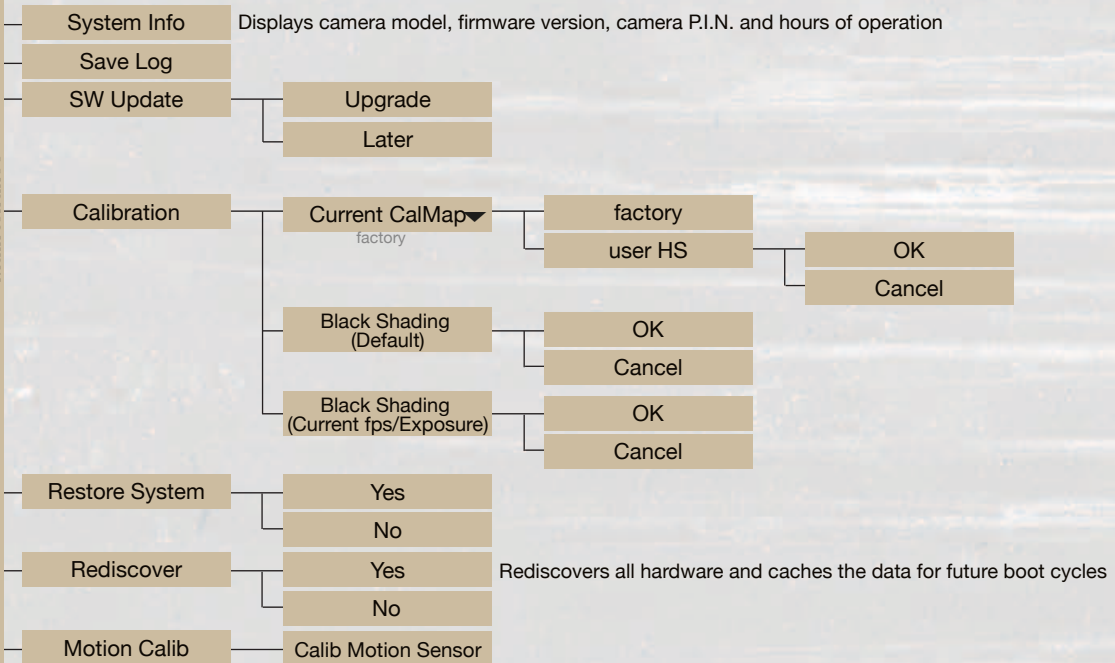 System Info
Displays camera model, firmware version, camera P.I.N. and hours of operation
Save Log
SW Update
Upgrade
Later
Calibration
Current CalMap
factory
factory
user HS
OK
Cancel
Black Shading
(Default)
OK
Cancel
Black Shading
(Current fps/Exposure)
OK
Cancel
Restore System
Yes
No
Rediscover
Yes
Rediscovers all hardware and caches the data for future boot cycles
No
Motion Calib
Calib Motion Sensor